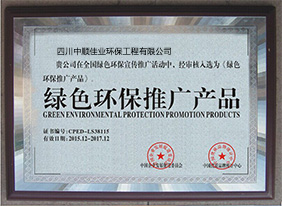 四川中顺佳业环保工程有限公司
贵公司在全国绿色环保宣传推广活动中、经审核入选为《绿色
环保推广产品》.
绿色环保推广产品
GREEN ENVIRONMENTAL PROTECTION PROMOTION PRODUCTS
证书编号:CPED-LS38115
有效日期:2015.12-2017.12